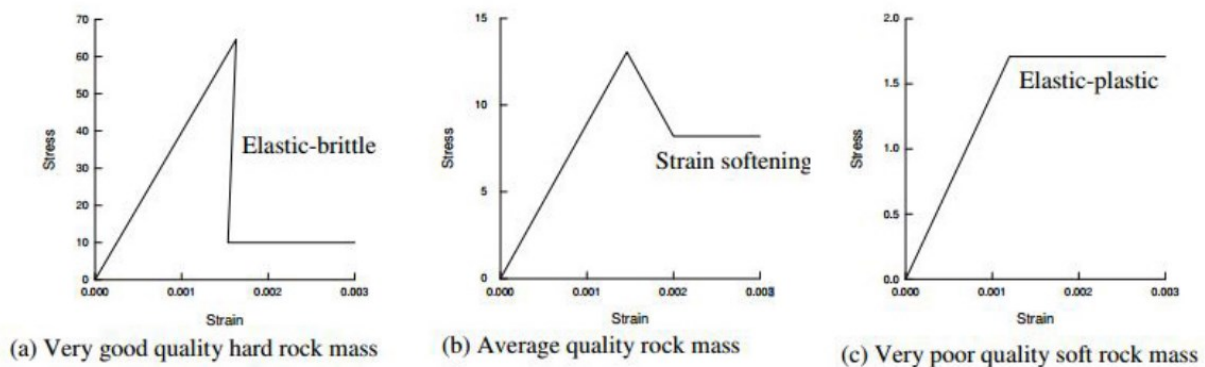 70
60
50
40
30
20
10
0
Stress
Elastic-brittle
0.000 0.001 0.002 0.003
Strain
(a) Very good quality hard rock mass
15
10
5
0
Stress
Strain softening
0.000 0.001 0.002 0.003
Strain
(b) Average quality rock mass
2.0
1.5
1.0
0.5
0.0
Stress
Elastic-plastic
0.000 0.001 0.002 0.003
Strain
(c) Very poor quality soft rock mass